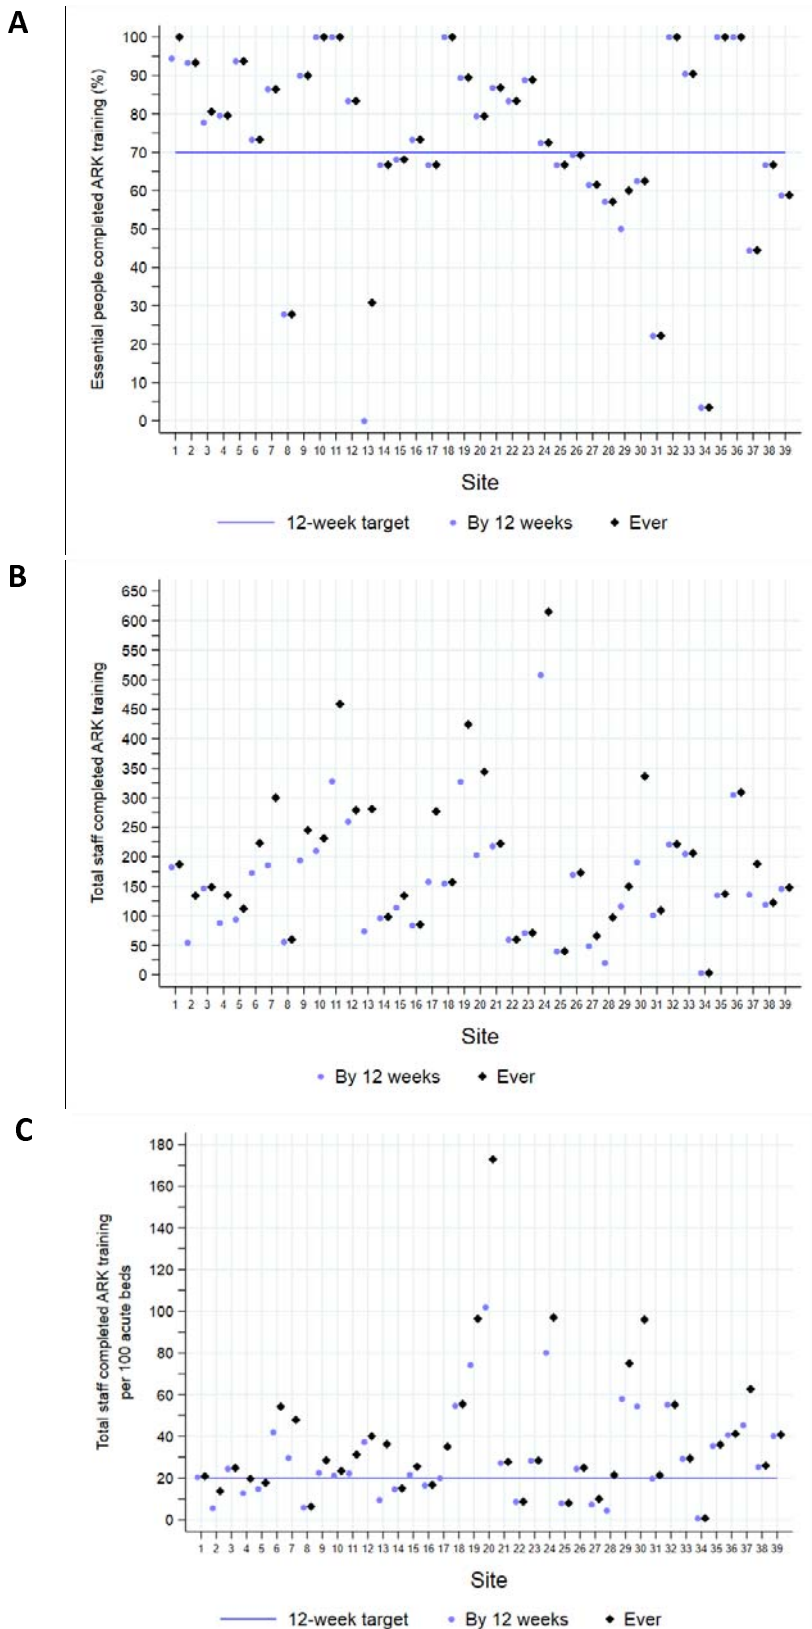 A
Essential people completed ARK training (%)
100
90
80
70
60
50
40
30
20
10
0
1 2 3 4 5 6 7 8 9 10 11 12 13 14 15 16 17 18 19 20 21 22 23 24 25 26 27 28 29 30 31 32 33 34 35 36 37 38 39
Site
12-week target By 12 weeks Ever
B
Total staff completed ARK training
650
600
550
500
450
400
350
300
250
200
150
100
50
0
1 2 3 4 5 6 7 8 9 10 11 12 13 14 15 16 17 18 19 20 21 22 23 24 25 26 27 28 29 30 31 32 33 34 35 36 37 38 39
Site
By 12 weeks Ever
C
Total staff completed ARK training
per 100 acute beds
180
160
140
120
100
80
60
40
20
0
1 2 3 4 5 6 7 8 9 10 11 12 13 14 15 16 17 18 19 20 21 22 23 24 25 26 27 28 29 30 31 32 33 34 35 36 37 38 39
Site
12-week target By 12 weeks Ever